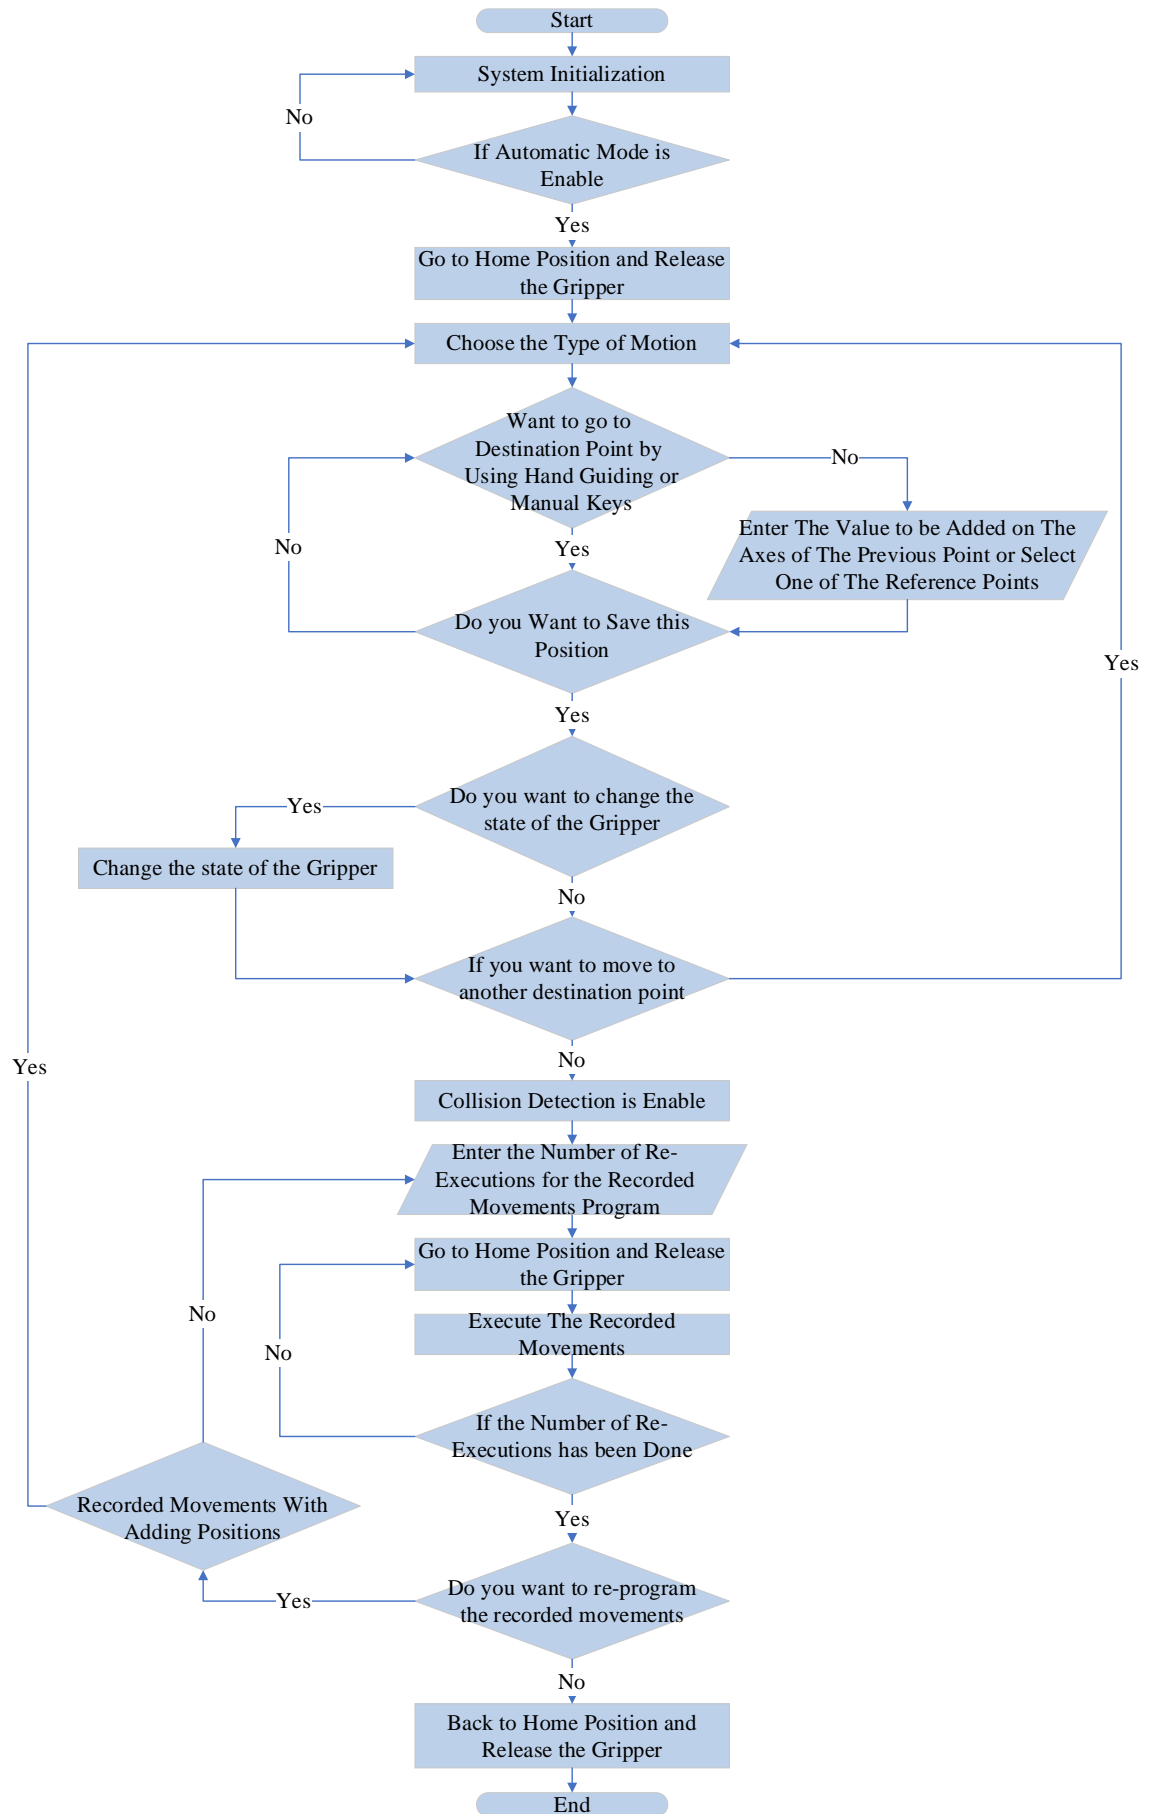 Start
System Initialization
No
If Automatic Mode is
Enable
Yes
Go to Home Position and Release
the Gripper
Choose the Type of Motion
Want to go to
Destination Point by
Using Hand Guiding or
Manual Keys
No
Enter The Value to be Added on The
Axes of The Previous Point or Select
One of The Reference Points
No
Yes
Do you Want to Save this
Position
Yes
Yes
Do you want to change the
state of the Gripper
Yes
Change the state of the Gripper
No
If you want to move to
another destination point
No
Yes
Collision Detection is Enable
Enter the Number of Re-
Executions for the Recorded
Movements Program
Go to Home Position and Release
the Gripper
No
Execute The Recorded
Movements
No
If the Number of Re-
Executions has been Done
Recorded Movements With
Adding Positions
Yes
Do you want to re-program
the recorded movements
Yes
No
Back to Home Position and
Release the Gripper
End